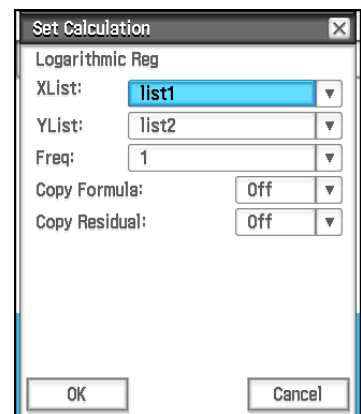 Set Calculation
Logarithmic Reg
XList: list1
YList: list2
Freq: 1
Copy Formula: Off
Copy Residual: Off
OK Cancel